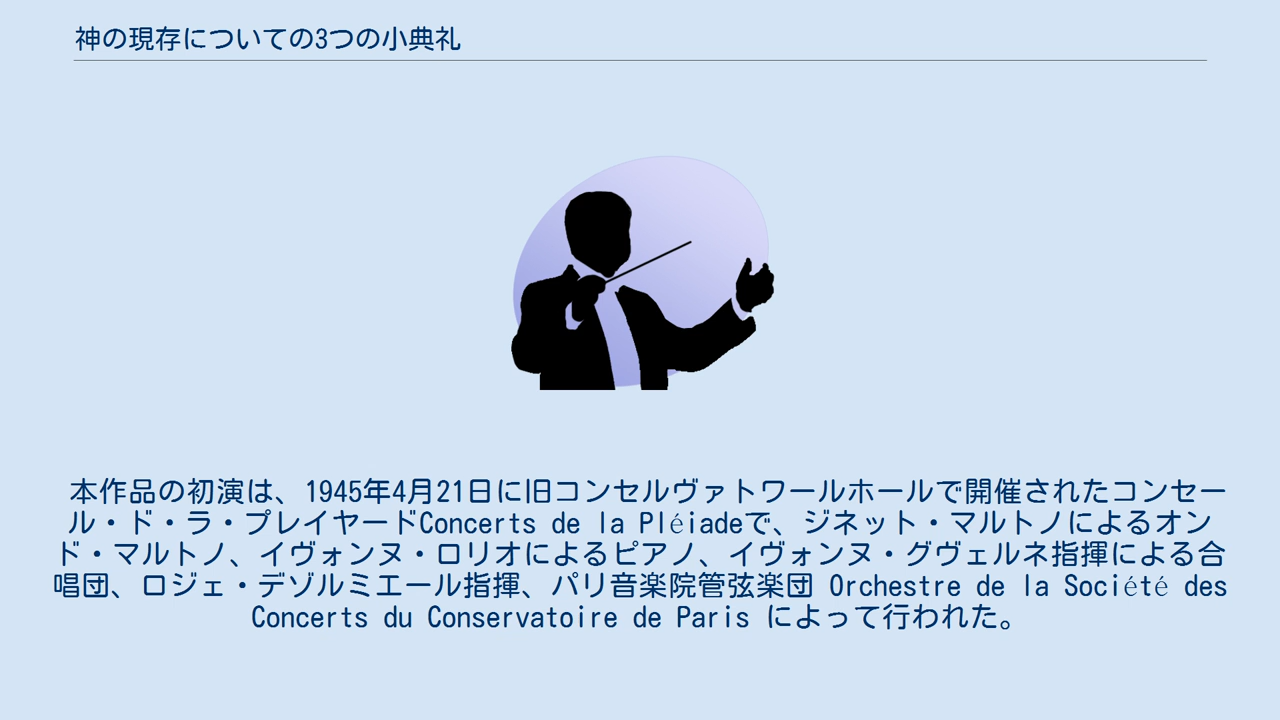 神の現存についての3つの小典礼
本作品の初演は、1945年4月21日に旧コンセルヴァトワールホールで開催されたコンセー
ル・ド・ラ・プレイヤードConcerts de la Pléiadeで、ジネット・マルトノによるオン
ド・マルトノ、イヴォンヌ・ロリオによるピアノ、イヴォンヌ・グヴェルネ指揮による合
唱団、ロジェ・デゾルミエール指揮、パリ音楽院管弦楽団 Orchestre de la Société des
Concerts du Conservatoire de Paris によって行われた。